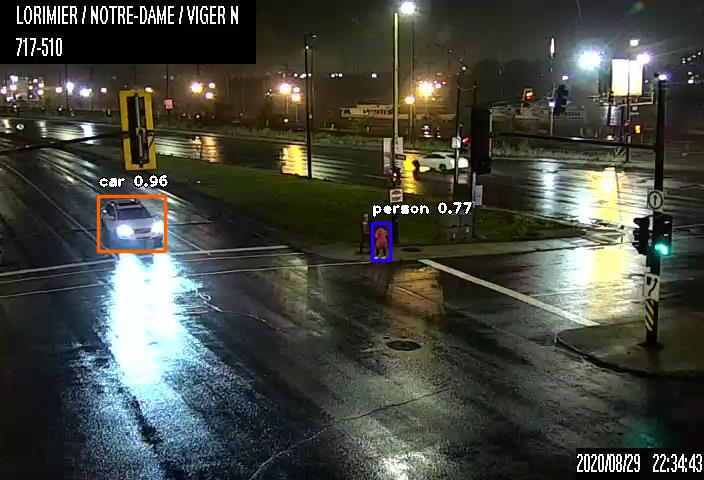 LORIMIER / NOTRE-DAME / VIGER N
717-510
car 0.96
person 0.77
2020/08/29 22:34:43